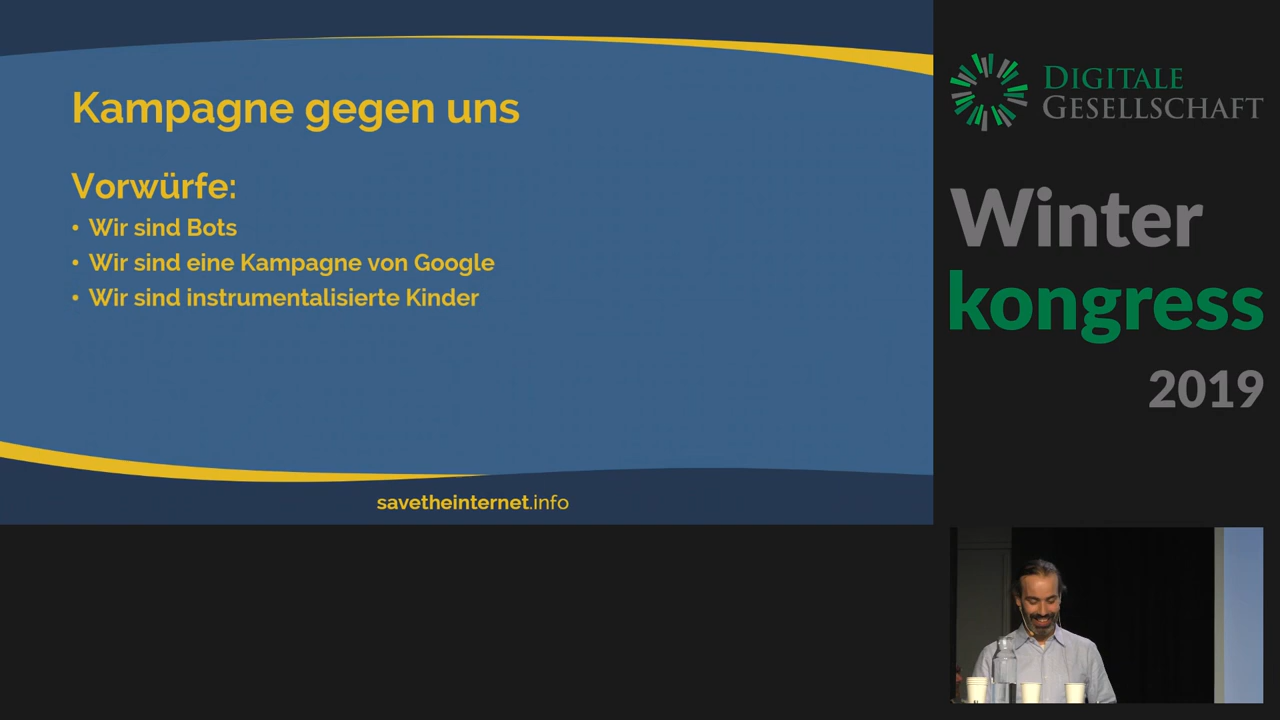 Kampagne gegen uns
Vorwürfe:
• Wir sind Bots
• Wir sind eine Kampagne von Google
• Wir sind instrumentalisierte Kinder
savetheinternet.info
DIGITALE
GESELLSCHAFT
Winter
kongress
2019